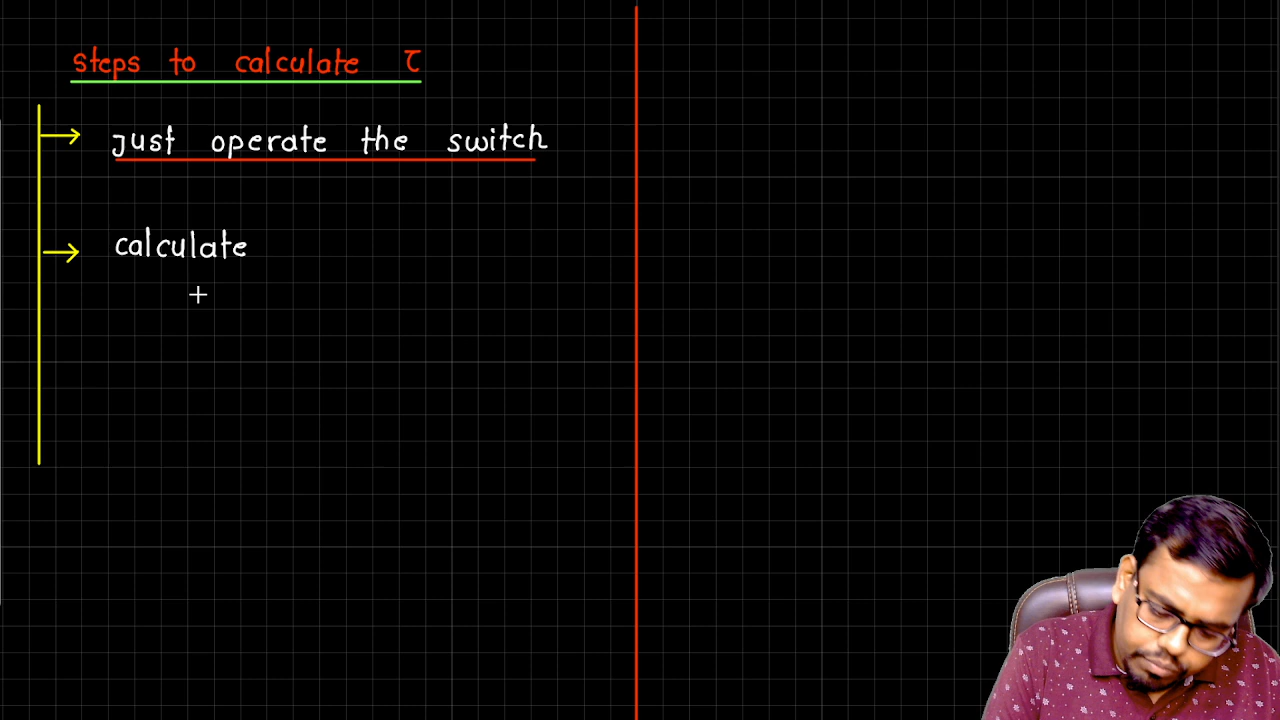 steps to calculate τ
just operate the switch
calculate